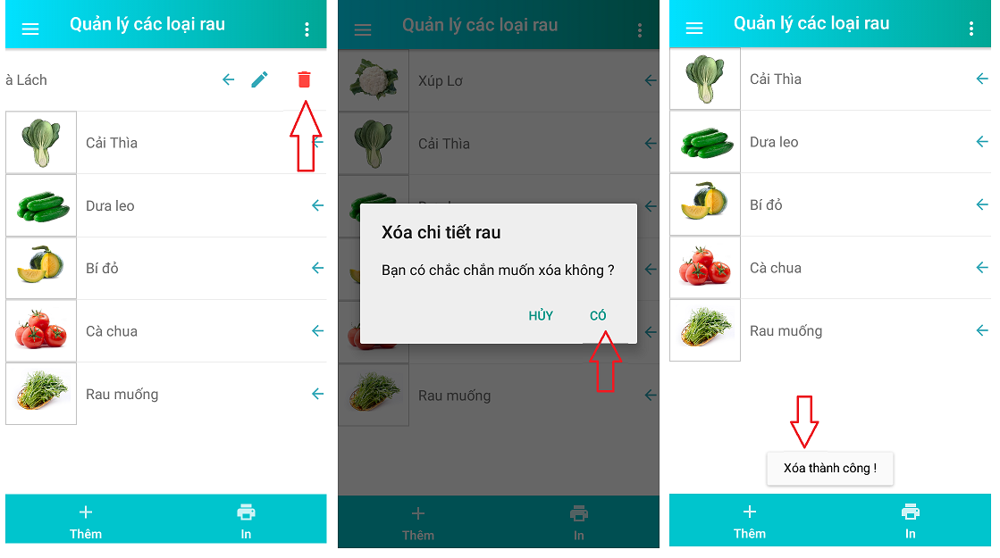 Quản lý các loại rau
à Lách
Cải Thìa
Dưa leo
Bí đỏ
Cà chua
Rau muống
Thêm
In
Quản lý các loại rau
Xúp Lơ
Cải Thìa
Xóa chi tiết rau
Bạn có chắc chắn muốn xóa không ?
HỦY
CÓ
Rau muống
Thêm
In
Quản lý các loại rau
Cải Thìa
Dưa leo
Bí đỏ
Cà chua
Rau muống
Xóa thành công !
Thêm
In